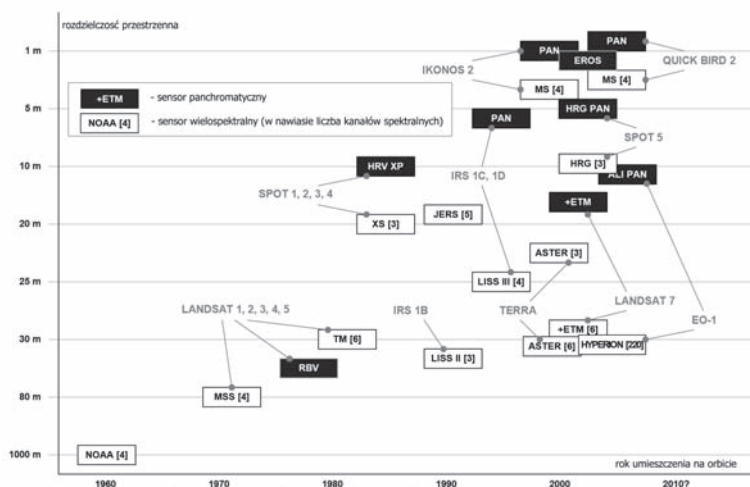 rozdzielczość przestrzenna
1 m
PAN
PAN
EROS
QUICK BIRD 2
IKONOS 2
MS [4]
MS [4]
+ETM
- sensor panchromatyczny
NOAA [4]
- sensor wielospektralny (w nawiasie liczba kanałów spektralnych)
5 m
HRG PAN
PAN
SPOT 5
10 m
HRV XP
HRG [3]
ALI PAN
IRS 1C, 1D
SPOT 1, 2, 3, 4
+ETM
JERS [5]
XS [3]
20 m
ASTER [3]
25 m
LISS III [4]
LANDSAT 7
LANDSAT 1, 2, 3, 4, 5
IRS 1B
TERRA
EO-1
+ETM [6]
30 m
TM [6]
ASTER [6]
HYPERION [220]
LISS II [3]
RBV
80 m
MSS [4]
1000 m
NOAA [4]
rok umieszczenia na orbicie
1960
1970
1980
1990
2000
2010?